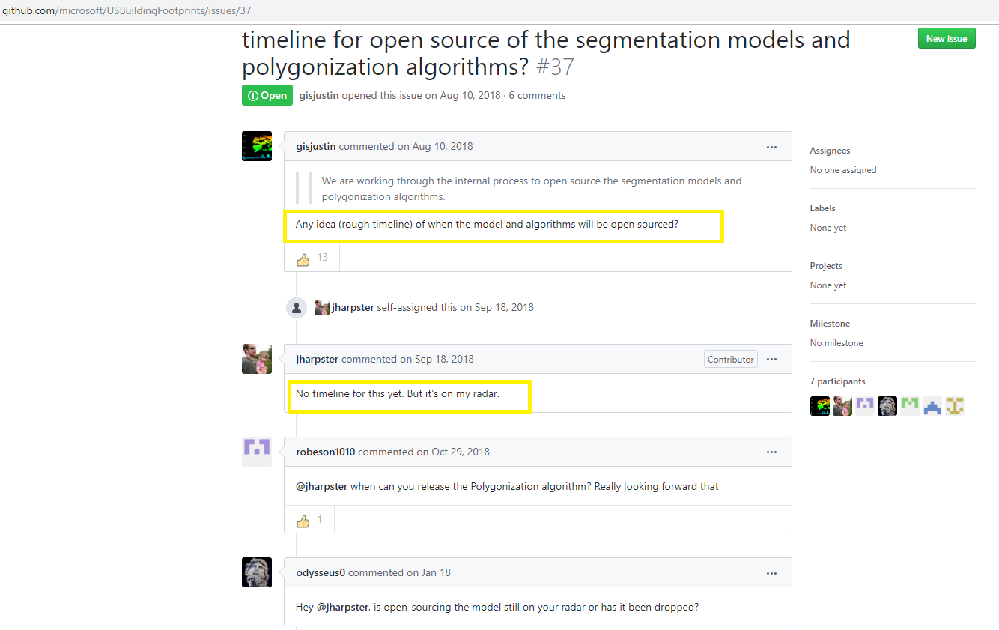 github.com/microsoft/USBuildingFootprints/issues/37
timeline for open source of the segmentation models and
polygonization algorithms? #37
New issue
Open gisjustin opened this issue on Aug 10, 2018 · 6 comments
gisjustin commented on Aug 10, 2018
We are working through the internal process to open source the segmentation models and
polygonization algorithms.
Any idea (rough timeline) of when the model and algorithms will be open sourced?
13
jharpster self-assigned this on Sep 18, 2018
jharpster commented on Sep 18, 2018
Contributor
No timeline for this yet. But it's on my radar.
robeson1010 commented on Oct 29, 2018
@jharpster when can you release the Polygonization algorithm? Really looking forward that
1
odysseus0 commented on Jan 18
Hey @jharpster, is open-sourcing the model still on your radar or has it been dropped?
Assignees
No one assigned
Labels
None yet
Projects
None yet
Milestone
No milestone
7 participants